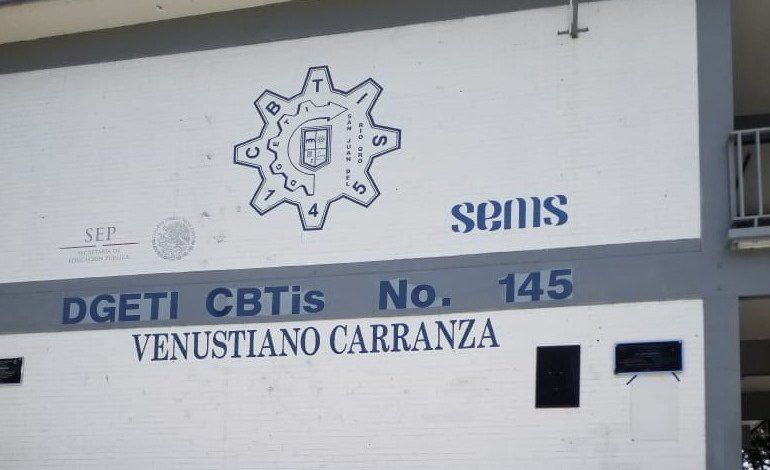 CBTIS
145
DGETI
SAN JUAN DEL
RIO QRO
sems
SEP
SECRETARÍA DE
EDUCACIÓN PÚBLICA
DGETI CBTis No. 145
VENUSTIANO CARRANZA